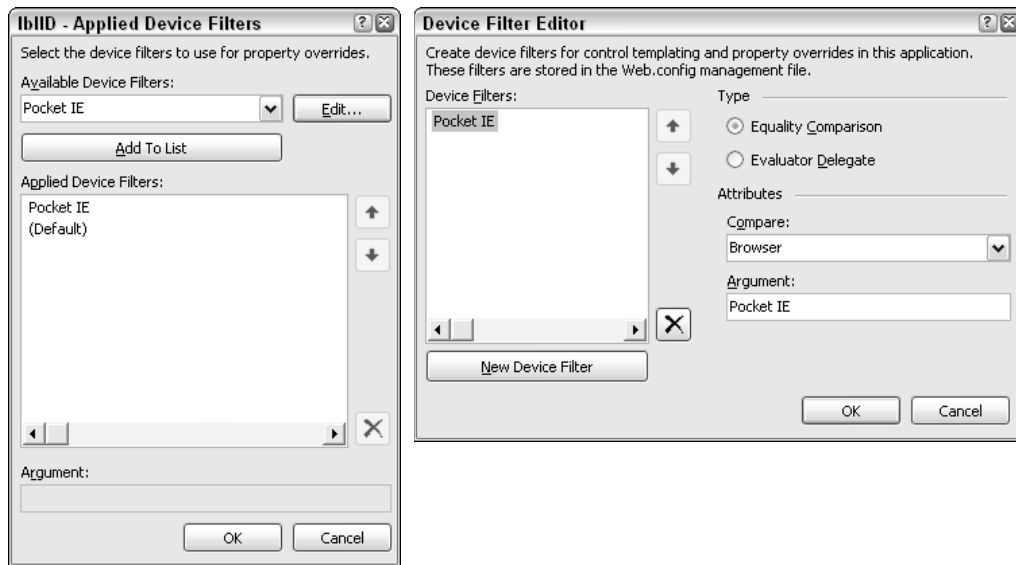 lblID - Applied Device Filters
Select the device filters to use for property overrides.
Available Device Filters:
Pocket IE
Edit...
Add To List
Applied Device Filters:
Pocket IE
(Default)
Argument:
OK
Cancel
Device Filter Editor
Create device filters for control templating and property overrides in this application.
These filters are stored in the Web.config management file.
Device Filters:
Pocket IE
New Device Filter
Type
Equality Comparison
Evaluator Delegate
Attributes
Compare:
Browser
Argument:
Pocket IE
OK
Cancel